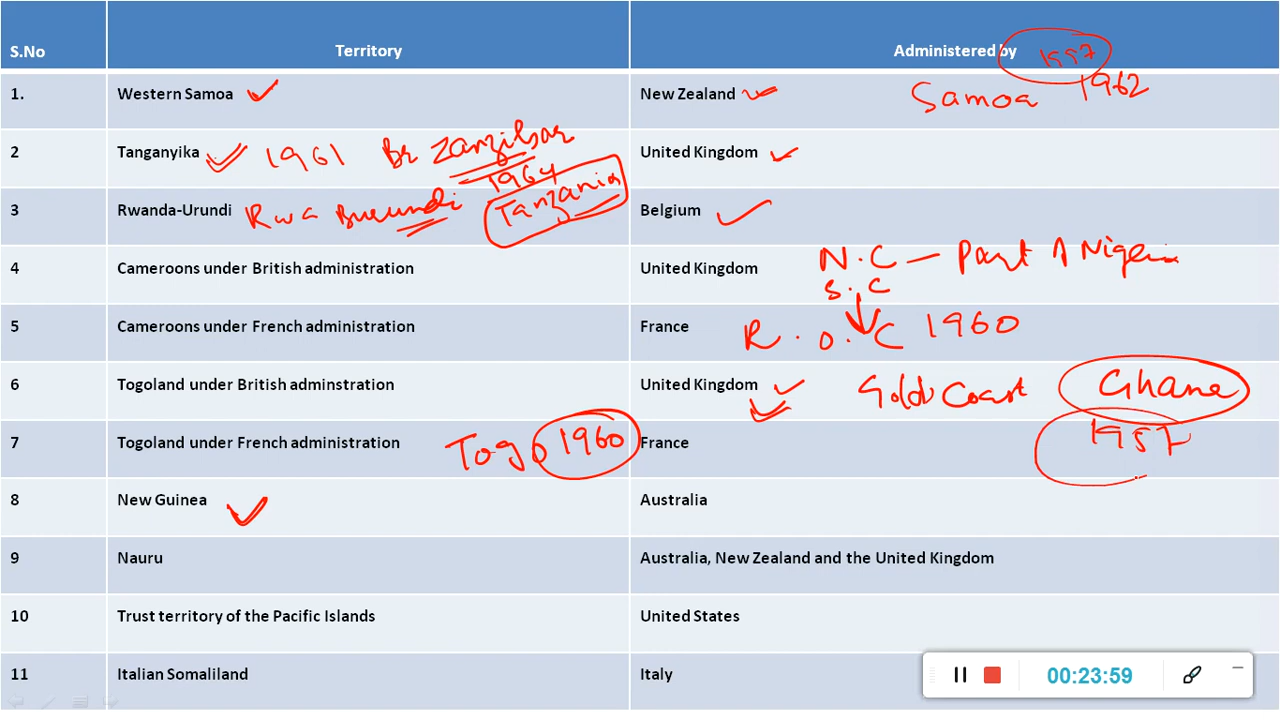 S.No Territory Administered by 1997
1. Western Samoa New Zealand Samoa 1962
2 Tanganyika 1961 Br Zanzibar United Kingdom
1964
3 Rwanda-Urundi Rwa Burundi Tanzania Belgium
4 Cameroons under British administration United Kingdom N.C – Part Nigeria
S.C
5 Cameroons under French administration France R.O.C 1960
6 Togoland under British adminstration United Kingdom Gold Coast Ghana
7 Togoland under French administration Togo 1960 France 1957
8 New Guinea Australia
9 Nauru Australia, New Zealand and the United Kingdom
10 Trust territory of the Pacific Islands United States
11 Italian Somaliland Italy
00:23:59